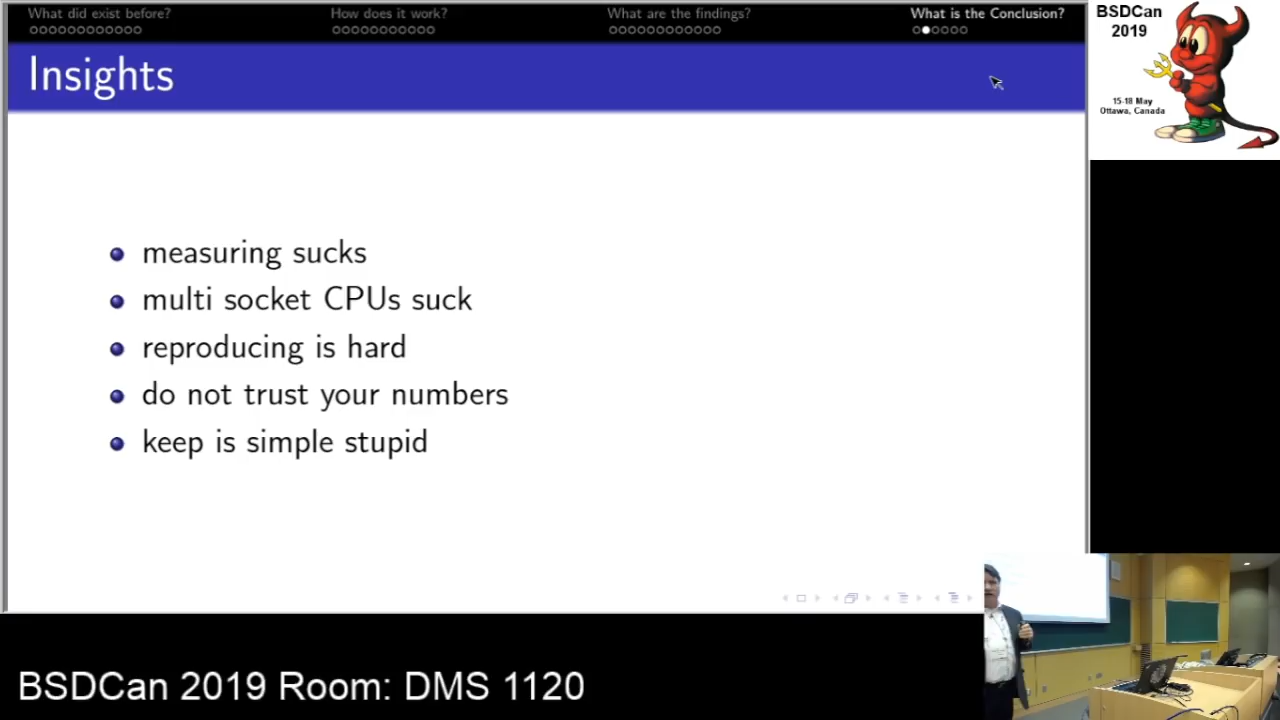 What did exist before?
How does it work?
What are the findings?
What is the Conclusion?
BSDCan
2019
15-18 May
Ottawa, Canada
Insights
measuring sucks
multi socket CPUs suck
reproducing is hard
do not trust your numbers
keep is simple stupid
BSDCan 2019 Room: DMS 1120